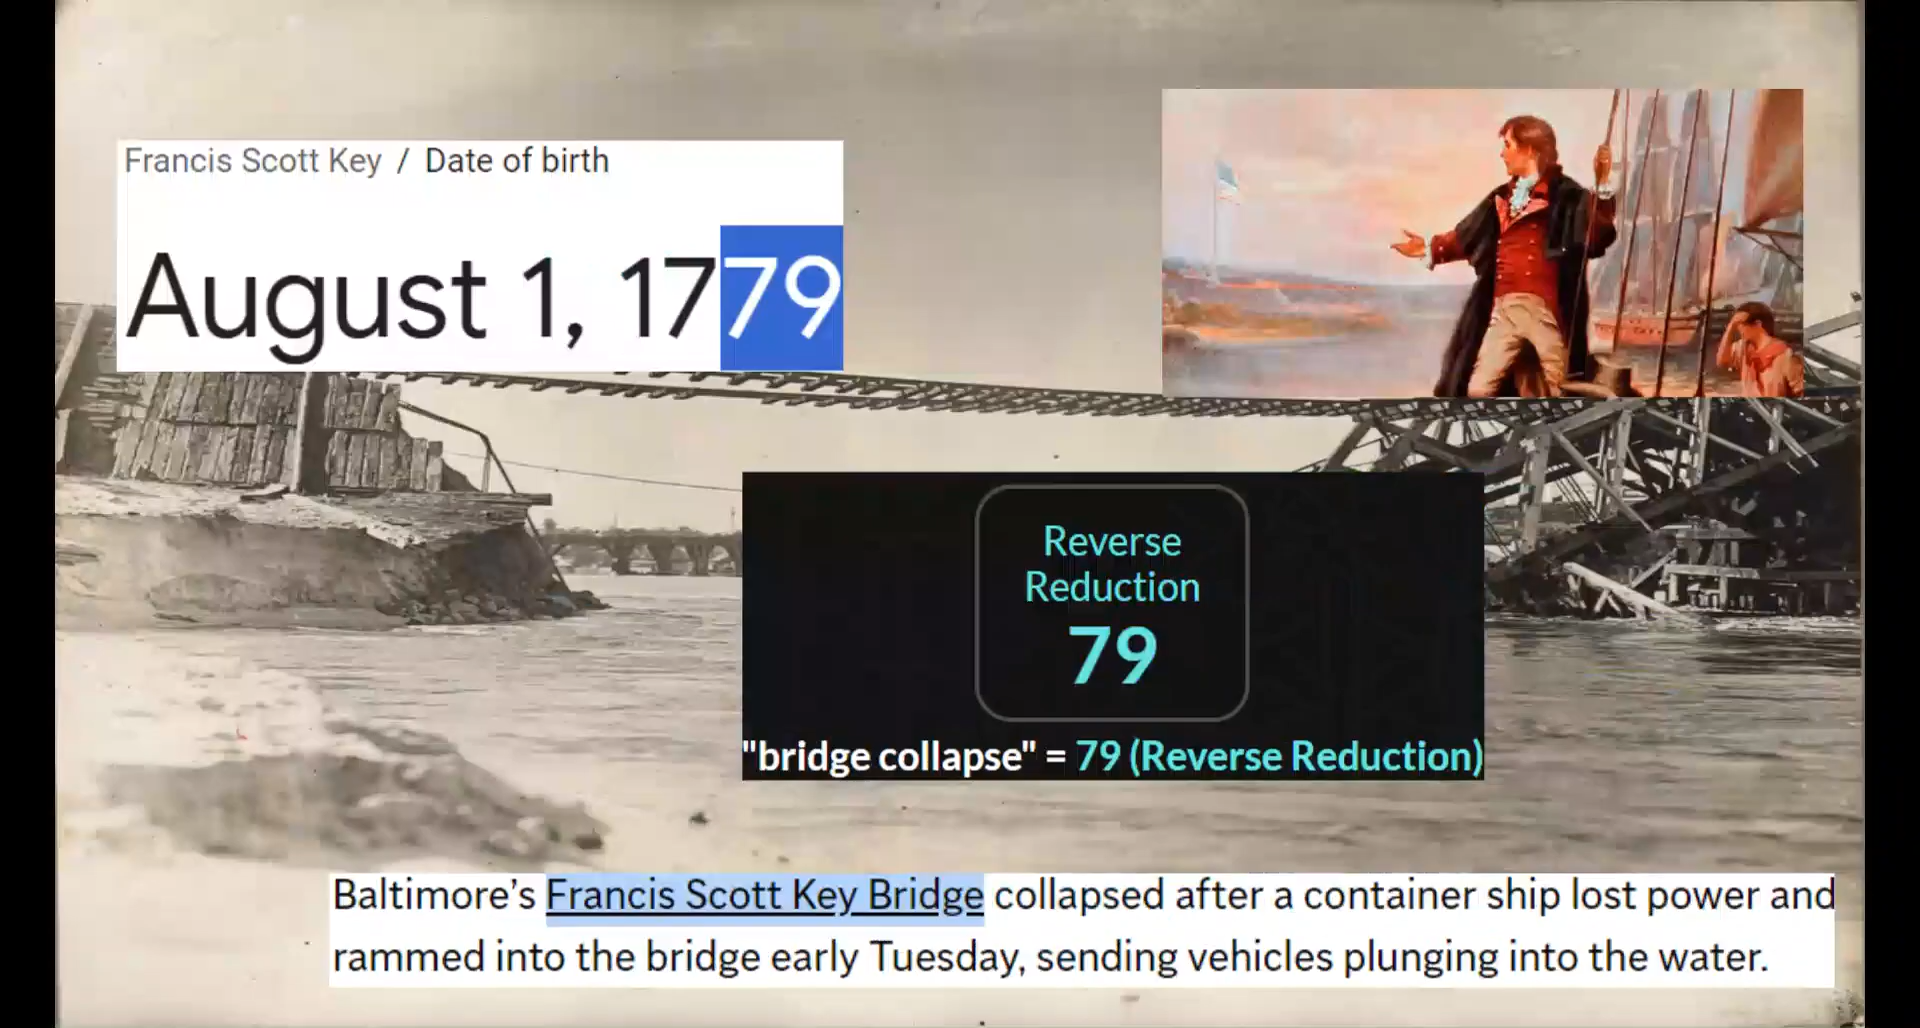 Francis Scott Key / Date of birth
August 1, 1779
Reverse
Reduction
79
"bridge collapse" = 79 (Reverse Reduction)
Baltimore’s Francis Scott Key Bridge collapsed after a container ship lost power and
rammed into the bridge early Tuesday, sending vehicles plunging into the water.